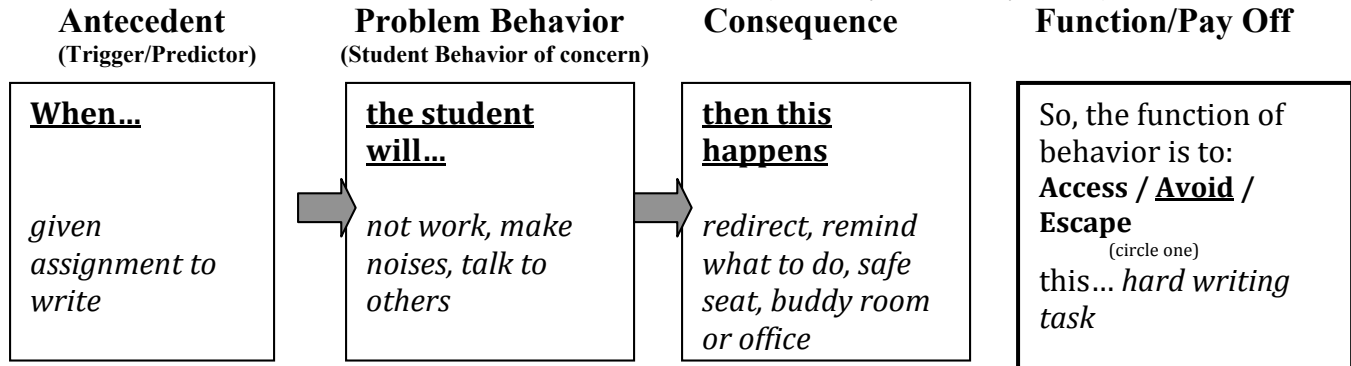 Antecedent
(Trigger/Predictor)
Problem Behavior
(Student Behavior of concern)
Consequence
Function/Pay Off
When…
given
assignment to
write
the student
will…
not work, make
noises, talk to
others
then this
happens
redirect, remind
what to do, safe
seat, buddy room
or office
So, the function of
behavior is to:
Access / Avoid /
Escape
(circle one)
this… hard writing
task